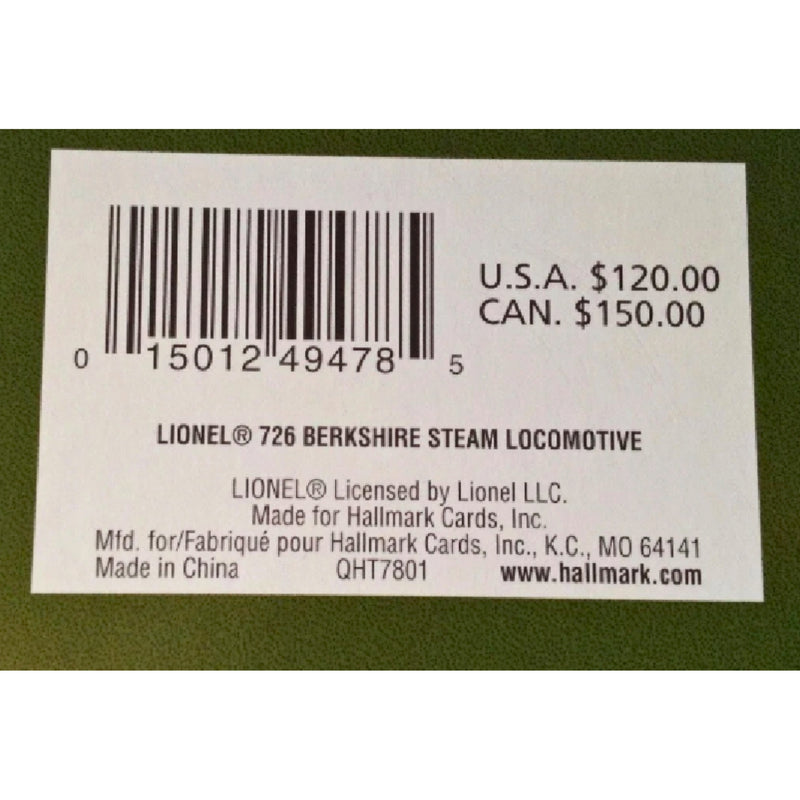 U.S.A. $120.00
CAN. $150.00
0 15012 49478 5
LIONEL® 726 BERKSHIRE STEAM LOCOMOTIVE
LIONEL® Licensed by Lionel LLC.
Made for Hallmark Cards, Inc.
Mfd. for/Fabriqué pour Hallmark Cards, Inc., K.C., MO 64141
Made in China QHT7801 www.hallmark.com